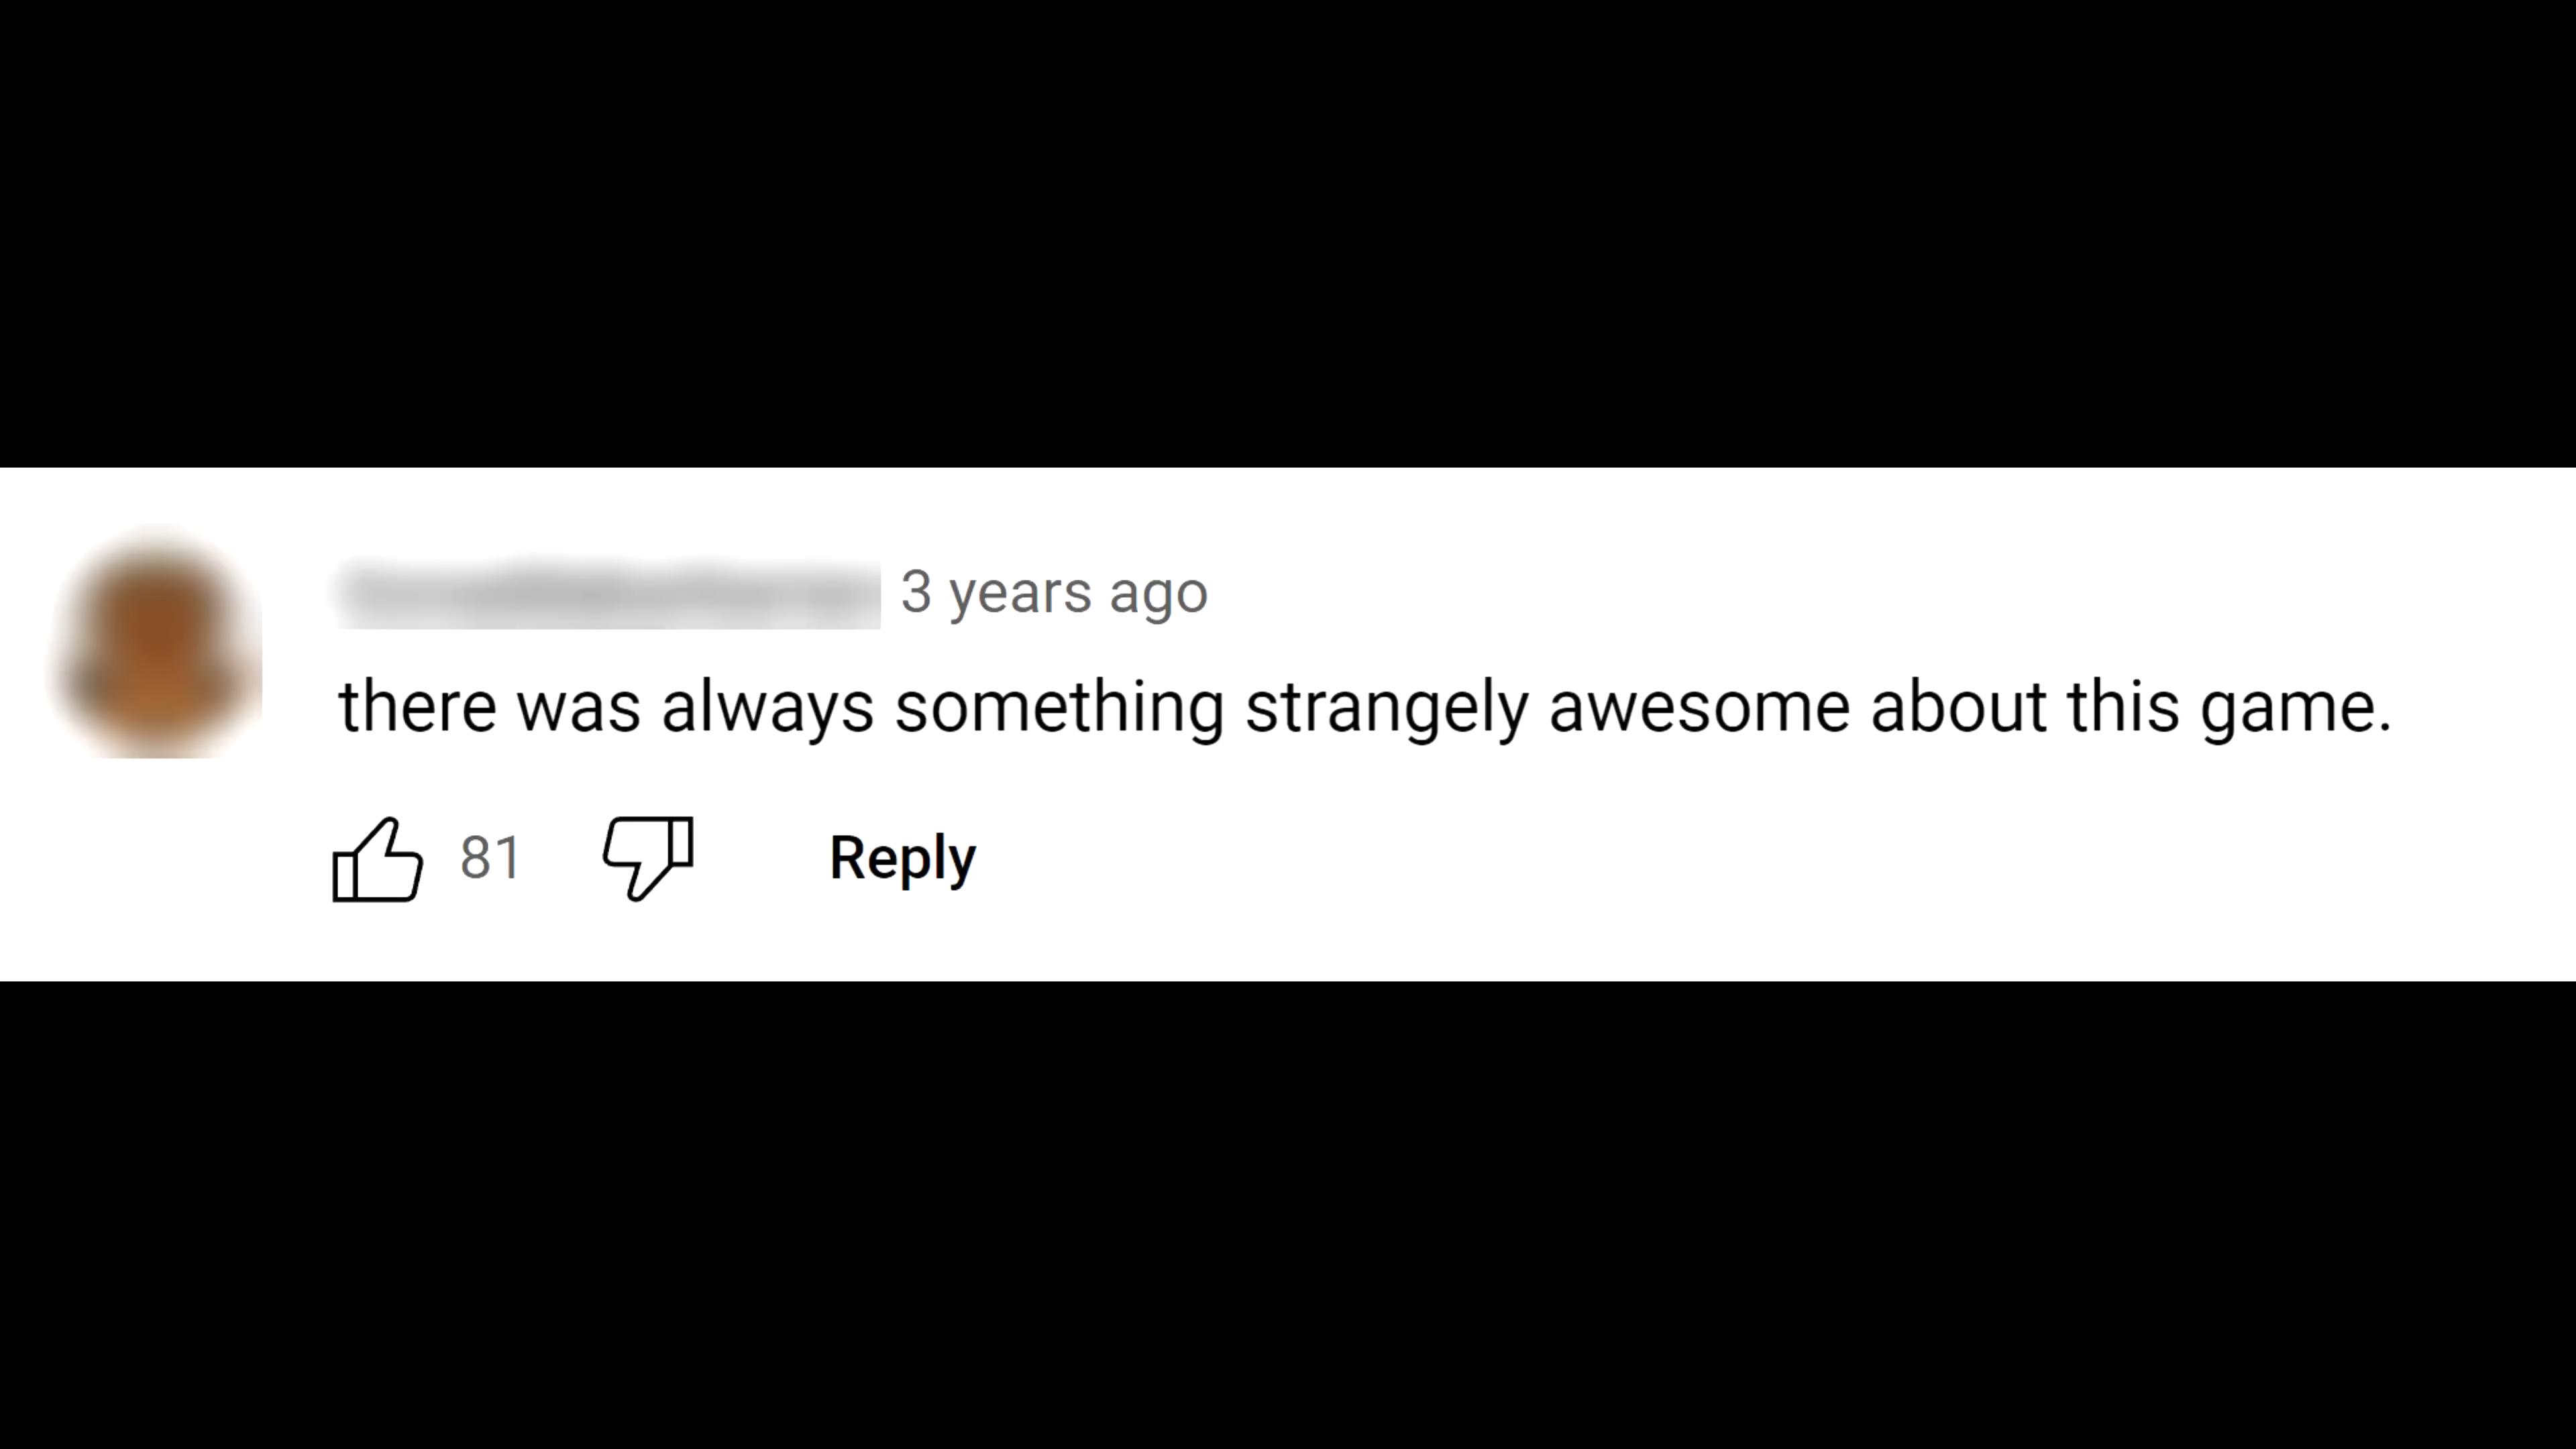 3 years ago
there was always something strangely awesome about this game.
81 Reply